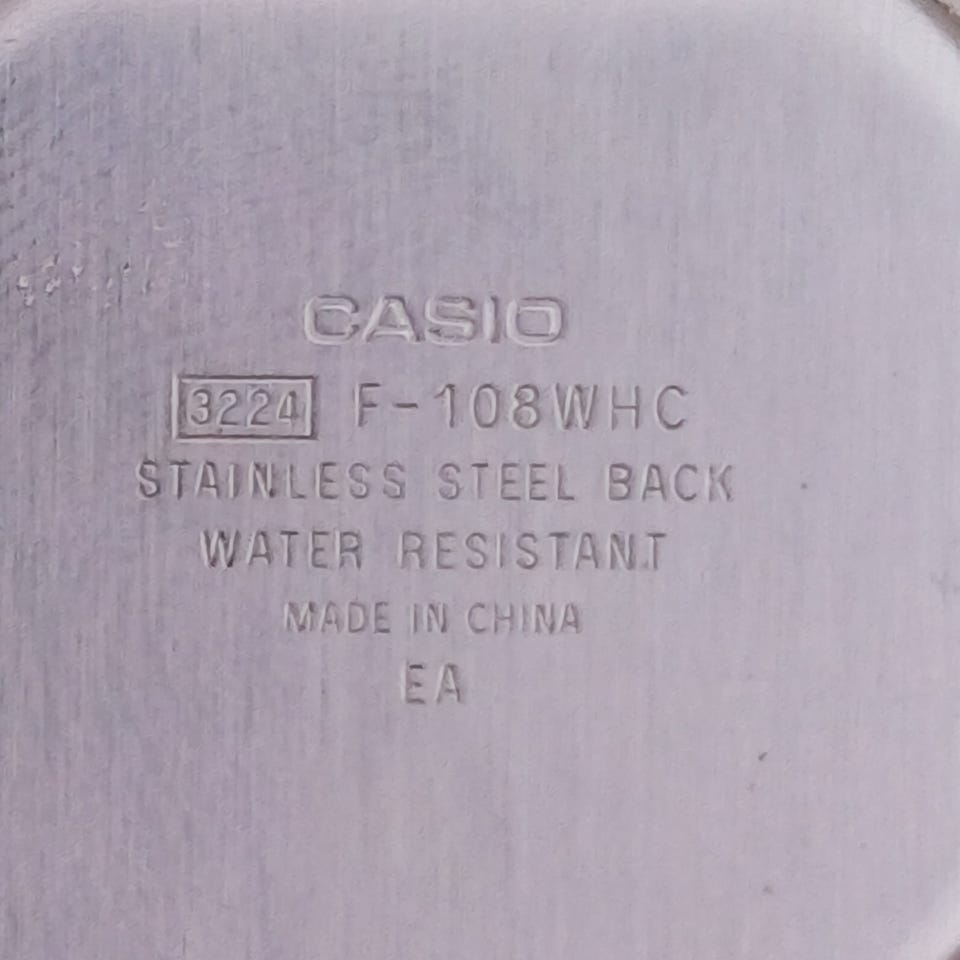 CASIO
3224 F-108WHC
STAINLESS STEEL BACK
WATER RESISTANT
MADE IN CHINA
EA